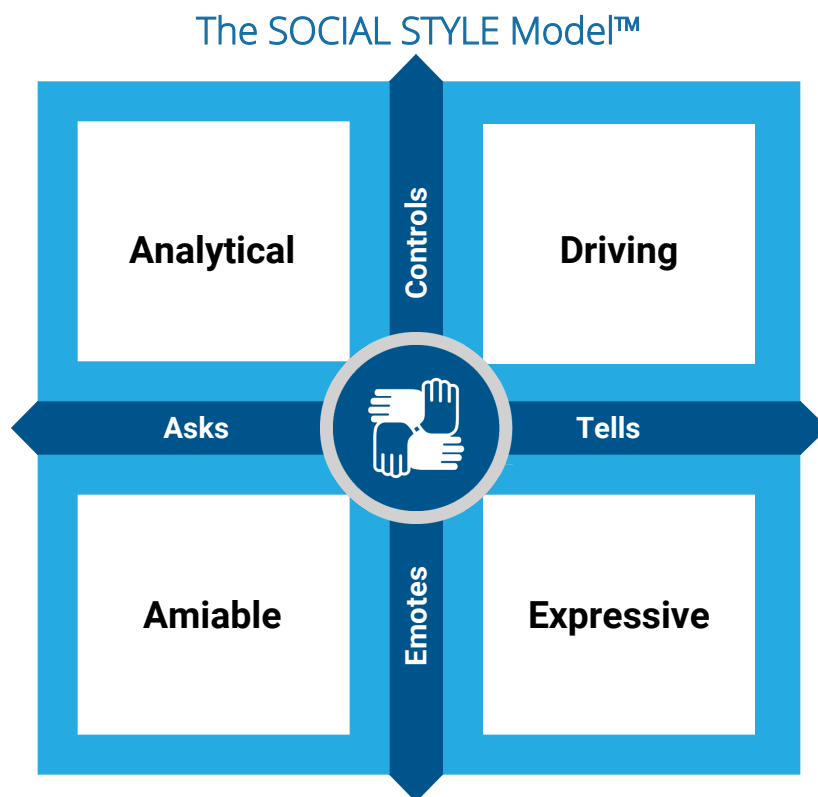 The SOCIAL STYLE Model™
Controls
Analytical
Driving
Asks
Tells
Emotes
Amiable
Expressive